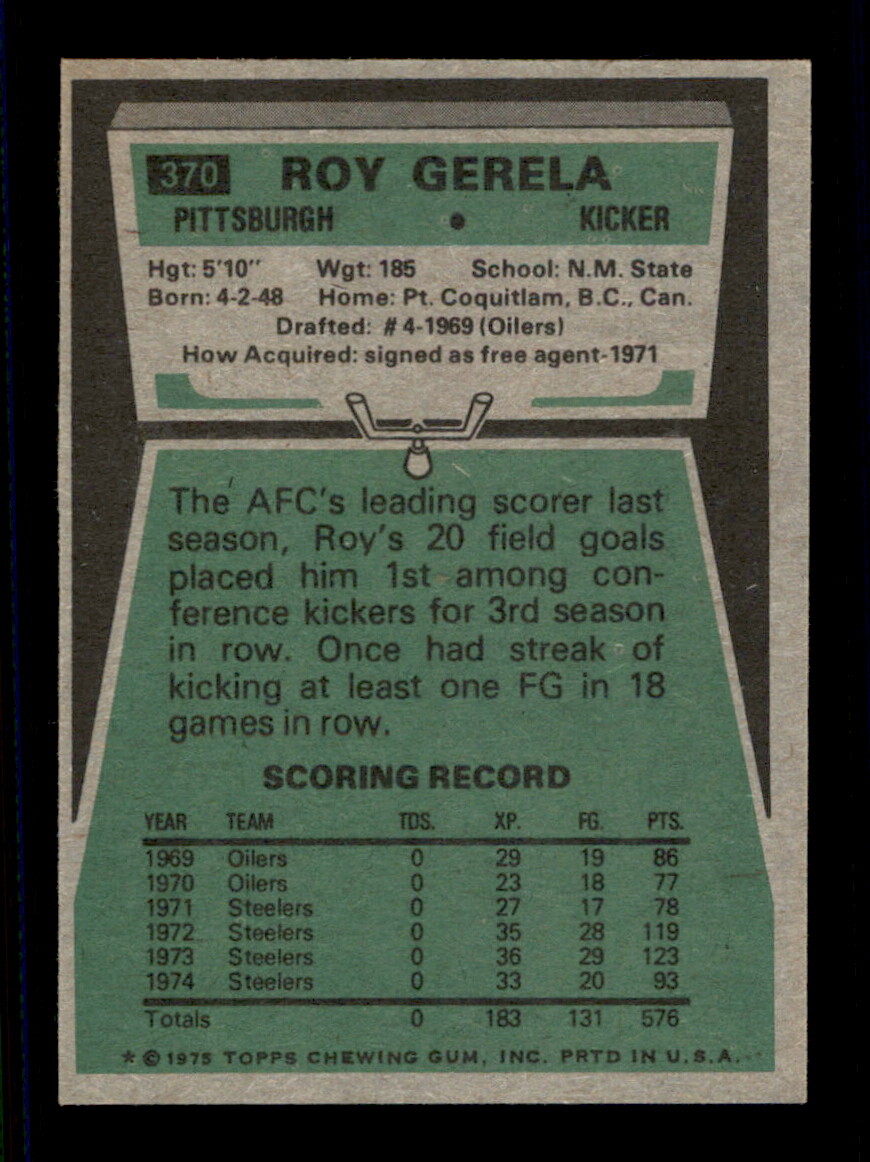 370 ROY GERELA
PITTSBURGH • KICKER
Hgt: 5'10" Wgt: 185 School: N.M. State
Born: 4-2-48 Home: Pt. Coquitlam, B.C., Can.
Drafted: #4-1969 (Oilers)
How Acquired: signed as free agent-1971
The AFC's leading scorer last
season, Roy's 20 field goals
placed him 1st among con-
ference kickers for 3rd season
in row. Once had streak of
kicking at least one FG in 18
games in row.
SCORING RECORD
YEAR TEAM TDS. XP. FG. PTS.
1969 Oilers 0 29 19 86
1970 Oilers 0 23 18 77
1971 Steelers 0 27 17 78
1972 Steelers 0 35 28 119
1973 Steelers 0 36 29 123
1974 Steelers 0 33 20 93
Totals 0 183 131 576
* © 1975 TOPPS CHEWING GUM, INC. PRTD IN U.S.A.